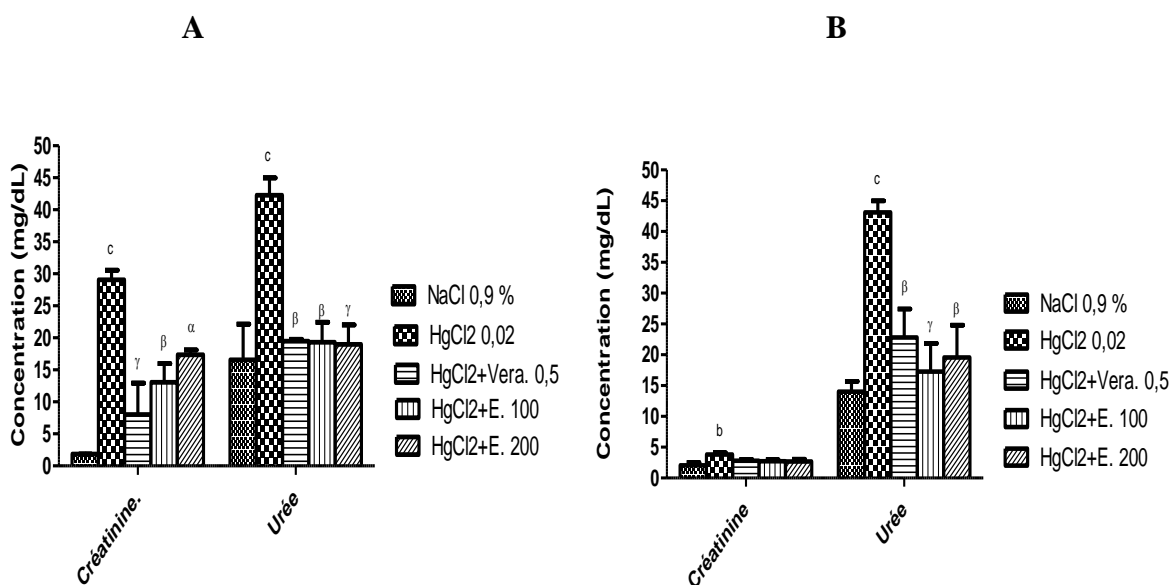 A
Concentration (mg/dL)
50
45
40
35
30
25
20
15
10
5
0
c
γ
β
α
c
β
β
γ
Créatinine.
Urée
NaCl 0,9 %
HgCl2 0,02
HgCl2+Vera. 0,5
HgCl2+E. 100
HgCl2+E. 200
B
Concentration (mg/dL)
50
45
40
35
30
25
20
15
10
5
0
b
c
β
γ
β
Créatinine
Urée
NaCl 0,9 %
HgCl2 0,02
HgCl2+Vera. 0,5
HgCl2+E. 100
HgCl2+E. 200